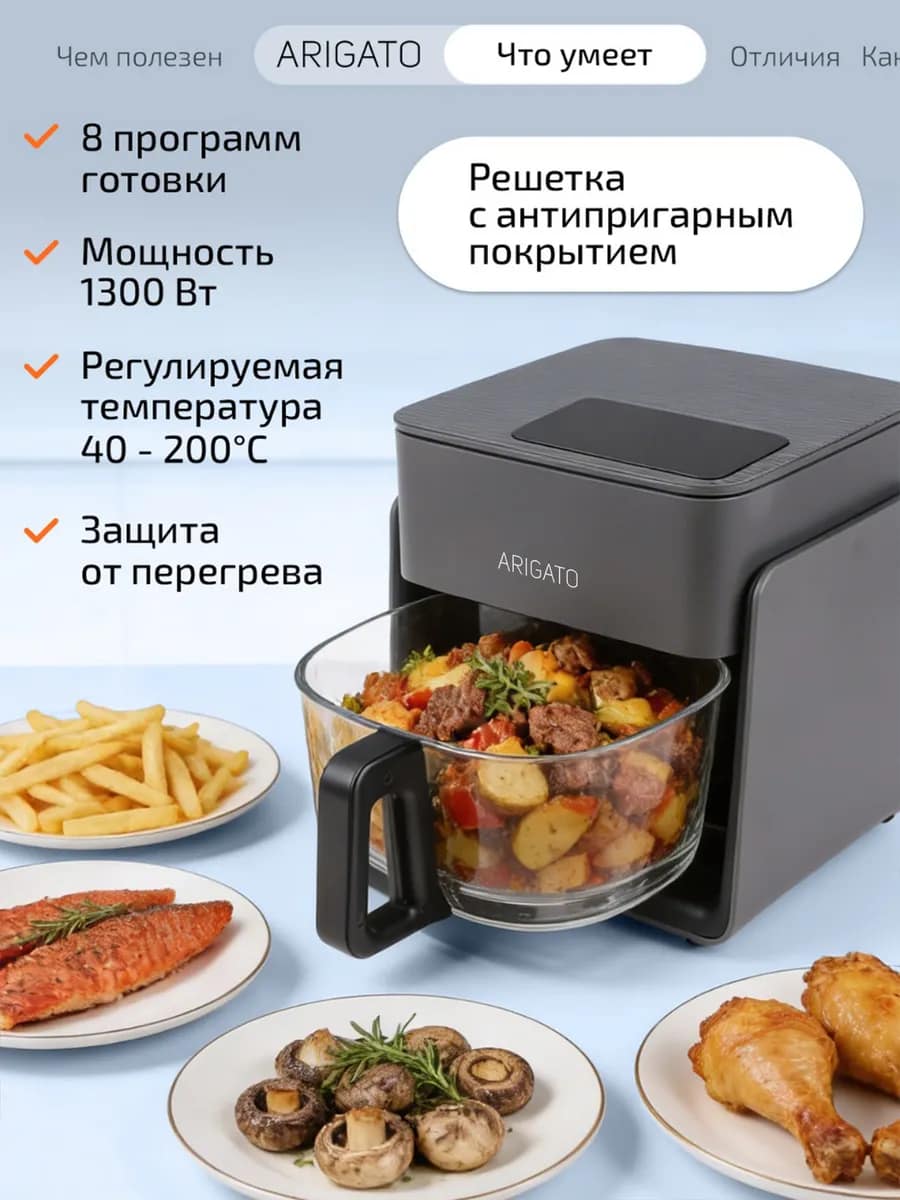 Чем полезен
ARIGATO
Что умеет
Отличия
8 программ
готовки
Мощность
1300 Вт
Регулируемая
температура
40 - 200°C
Защита
от перегрева
Решетка
с антипригарным
покрытием
ARIGATO